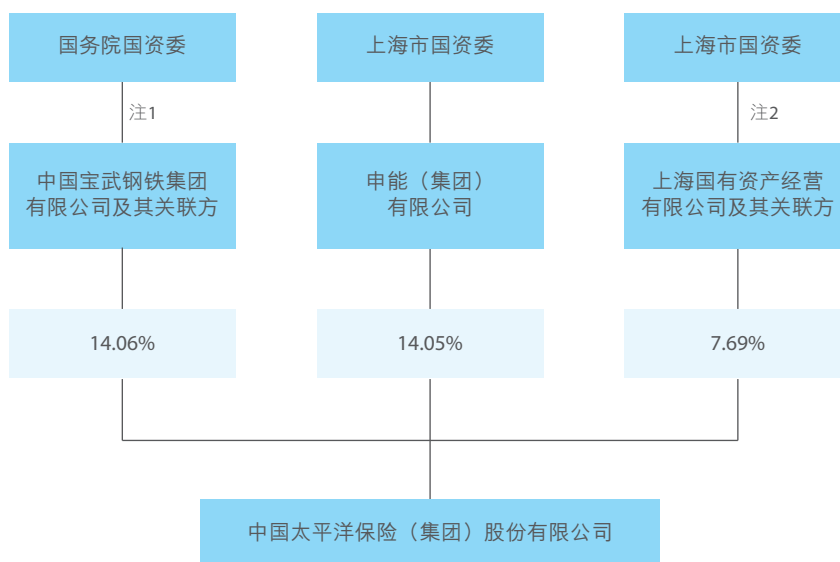 国务院国资委
上海市国资委
上海市国资委
注1
注2
中国宝武钢铁集团
有限公司及其关联方
申能（集团）
有限公司
上海国有资产经营
有限公司及其关联方
14.06%
14.05%
7.69%
中国太平洋保险（集团）股份有限公司